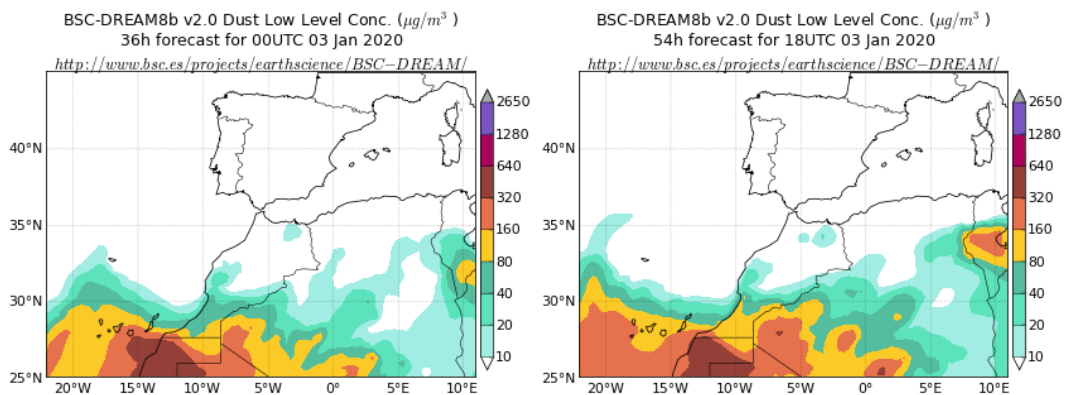 BSC-DREAM8b v2.0 Dust Low Level Conc. (μg/m³ )
36h forecast for 00UTC 03 Jan 2020
http://www.bsc.es/projects/earthscience/BSC−DREAM/
40°N
35°N
30°N
25°N
20°W
15°W
10°W
5°W
0°
5°E
10°E
2650
1280
640
320
160
80
40
20
10
BSC-DREAM8b v2.0 Dust Low Level Conc. (μg/m³ )
54h forecast for 18UTC 03 Jan 2020
http://www.bsc.es/projects/earthscience/BSC−DREAM/
40°N
35°N
30°N
25°N
20°W
15°W
10°W
5°W
0°
5°E
10°E
2650
1280
640
320
160
80
40
20
10